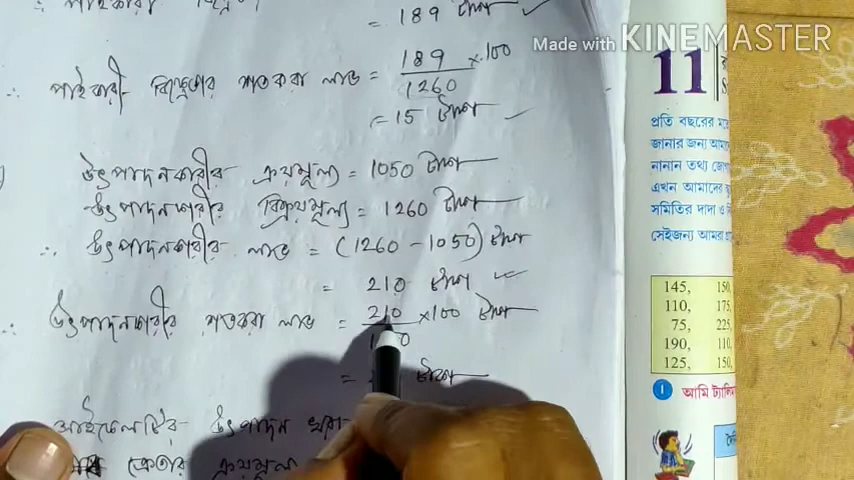 = 189 টাকা
Made with KINEMASTER
∴ পাইকারী বিক্রেতার শতকরা লাভ = 189/1260 × 100
= 15 টাকা
উৎপাদনকারীর ক্রয়মূল্য = 1050 টাকা
উৎপাদনকারীর বিক্রয়মূল্য = 1260 টাকা
∴ উৎপাদনকারীর লাভ = (1260 - 1050) টাকা
= 210 টাকা
উৎপাদনকারীর শতকরা লাভ = 210 × 100 টাকা
= টাকা
উৎপাদন
ক্রেতার ক্রয়মূল্য
11
প্রতি বছরের
জানার জন্য
নানান তথ্য
এখন আমাদের
সমিতির দাদা ও
সেইজন্য আমরা
145, 150,
110, 175,
75, 225,
190, 110,
125, 150,
আমি